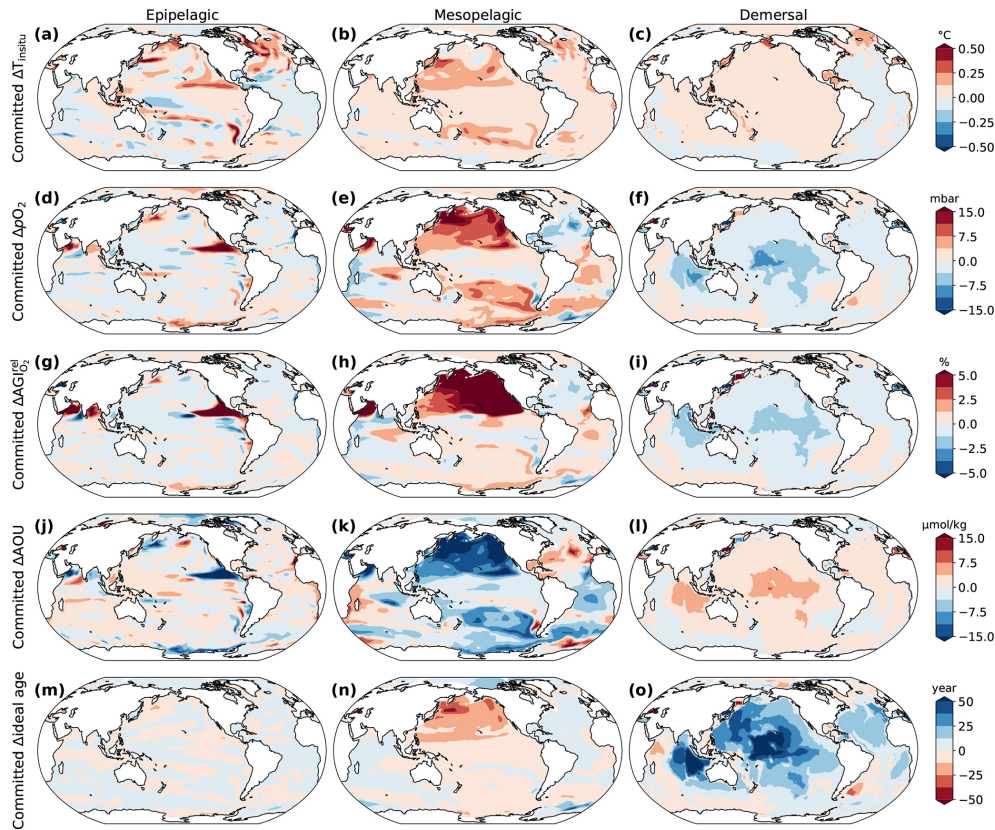 Epipelagic Mesopelagic Demersal
(a) (b) (c)
Committed ΔT_insitu
°C
0.50
0.25
0.00
−0.25
−0.50
(d) (e) (f)
Committed ΔpO₂
mbar
15.0
7.5
0.0
−7.5
−15.0
(g) (h) (i)
Committed ΔAGI^rel_O₂
%
5.0
2.5
0.0
−2.5
−5.0
(j) (k) (l)
Committed ΔAOU
μmol/kg
15.0
7.5
0.0
−7.5
−15.0
(m) (n) (o)
Committed Δideal age
year
50
25
0
−25
−50